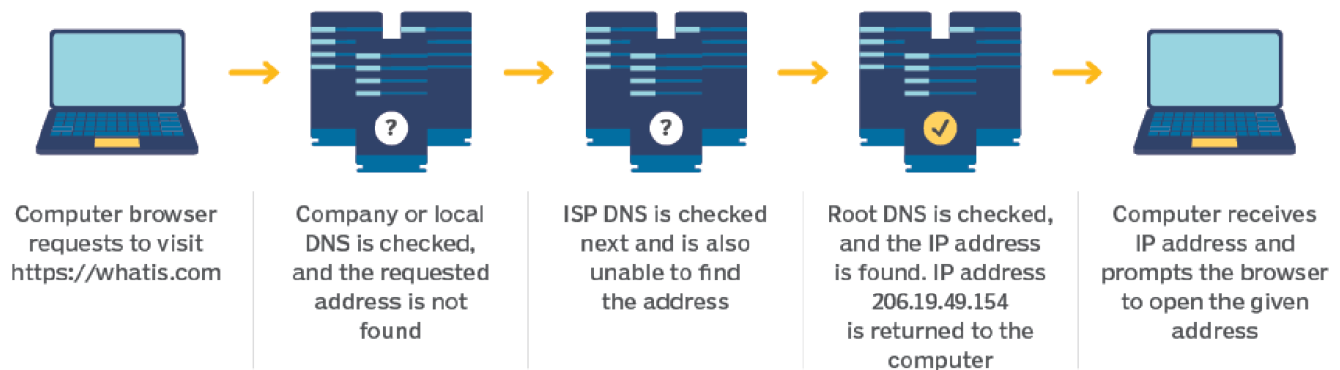 ?
?
✓
Computer browser
requests to visit
https://whatis.com
Company or local
DNS is checked,
and the requested
address is not
found
ISP DNS is checked
next and is also
unable to find
the address
Root DNS is checked,
and the IP address
is found. IP address
206.19.49.154
is returned to the
computer
Computer receives
IP address and
prompts the browser
to open the given
address